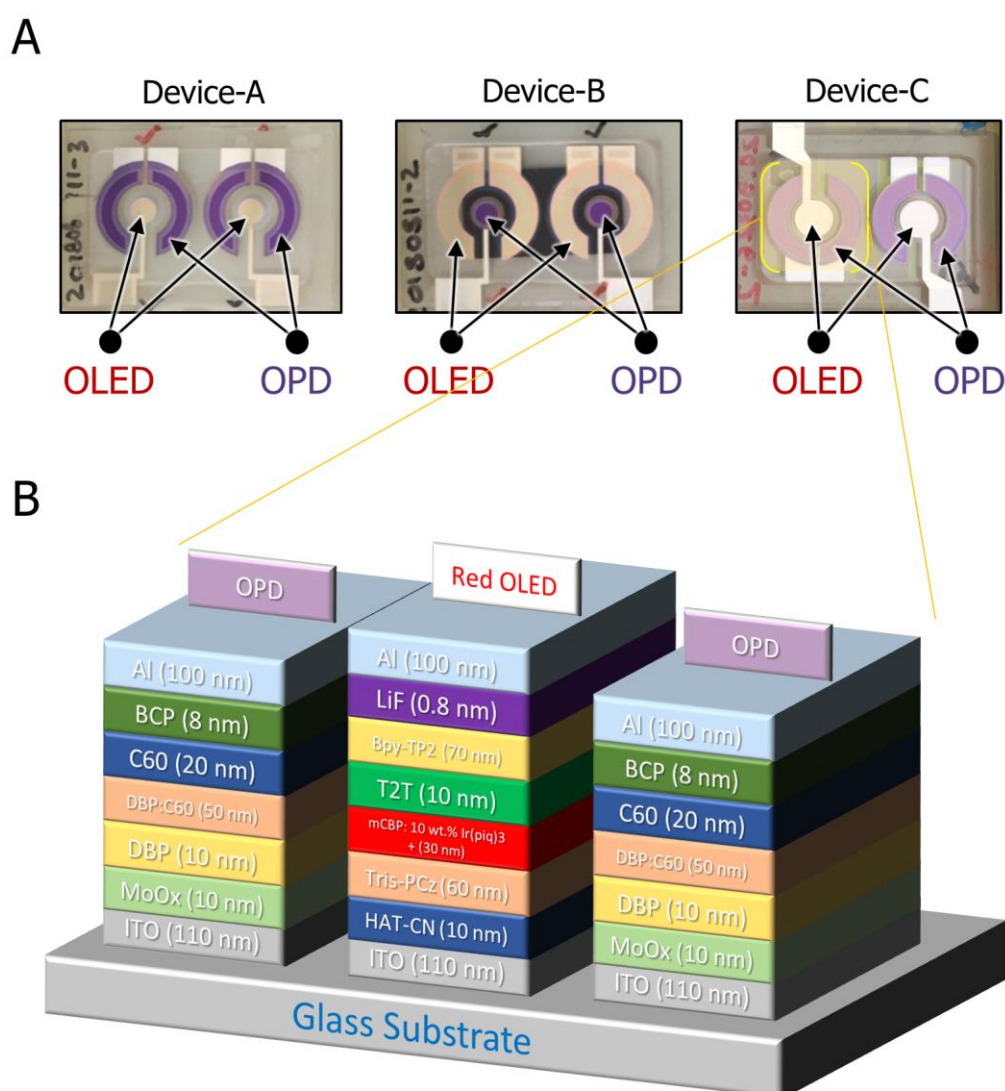 A
Device-A
Device-B
Device-C
OLED
OPD
OLED
OPD
OLED
OPD
B
OPD
Al (100 nm)
BCP (8 nm)
C60 (20 nm)
DBP:C60 (50 nm)
DBP (10 nm)
MoOx (10 nm)
ITO (110 nm)
Red OLED
Al (100 nm)
LiF (0.8 nm)
Bpy-TP2 (70 nm)
T2T (10 nm)
mCBP: 10 wt.% Ir(piq)3
+ (30 nm)
Tris-PCz (60 nm)
HAT-CN (10 nm)
ITO (110 nm)
OPD
Al (100 nm)
BCP (8 nm)
C60 (20 nm)
DBP:C60 (50 nm)
DBP (10 nm)
MoOx (10 nm)
ITO (110 nm)
Glass Substrate